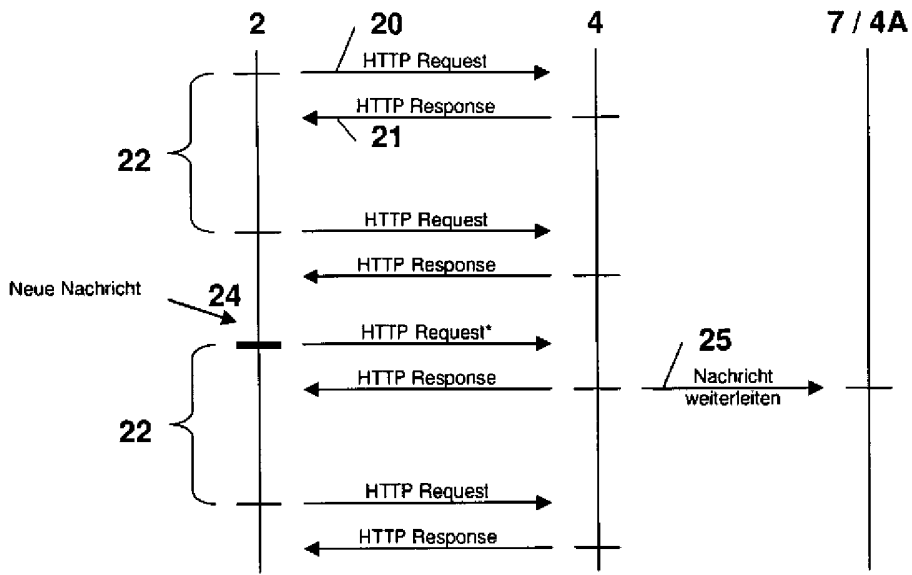 2
20
4
7 / 4A
HTTP Request
HTTP Response
21
22
HTTP Request
HTTP Response
Neue Nachricht
24
HTTP Request*
25
HTTP Response
Nachricht
weiterleiten
22
HTTP Request
HTTP Response